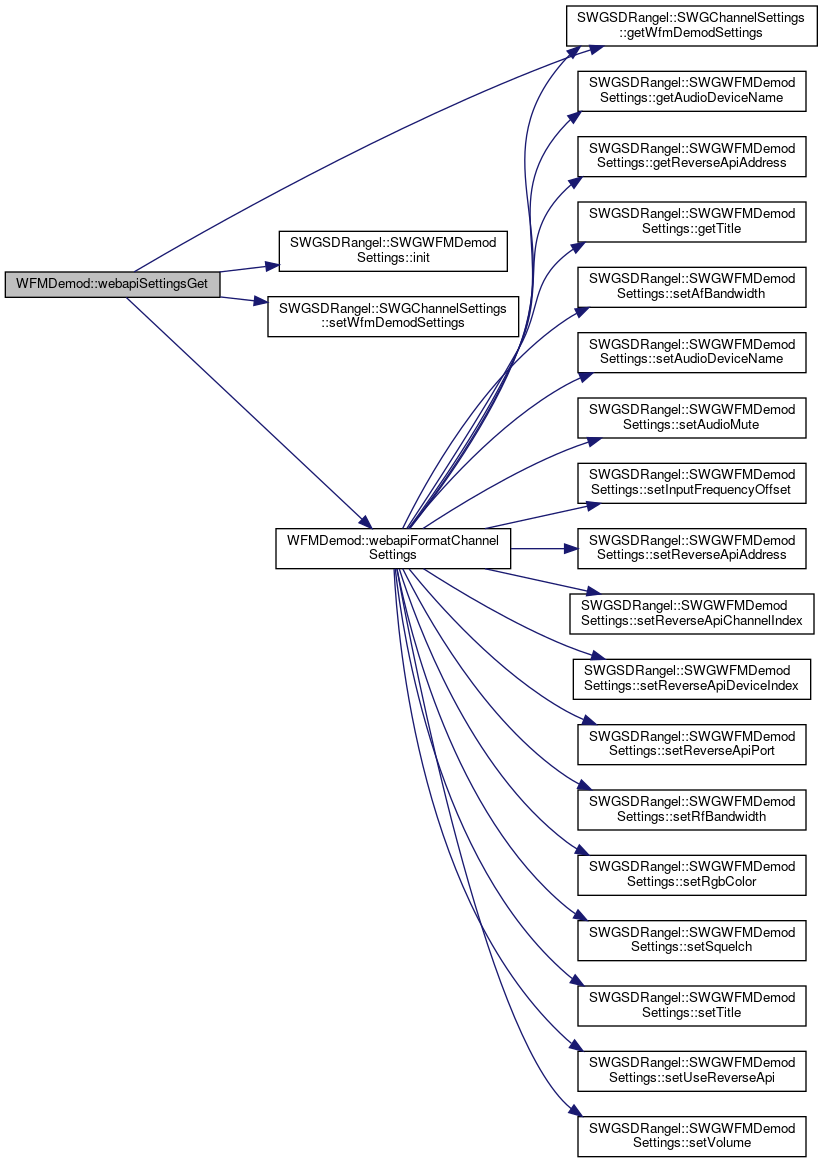 WFMDemod::webapiSettingsGet
SWGSDRangel::SWGWFMDemod
Settings::init
SWGSDRangel::SWGChannelSettings
::setWfmDemodSettings
WFMDemod::webapiFormatChannel
Settings
SWGSDRangel::SWGChannelSettings
::getWfmDemodSettings
SWGSDRangel::SWGWFMDemod
Settings::getAudioDeviceName
SWGSDRangel::SWGWFMDemod
Settings::getReverseApiAddress
SWGSDRangel::SWGWFMDemod
Settings::getTitle
SWGSDRangel::SWGWFMDemod
Settings::setAfBandwidth
SWGSDRangel::SWGWFMDemod
Settings::setAudioDeviceName
SWGSDRangel::SWGWFMDemod
Settings::setAudioMute
SWGSDRangel::SWGWFMDemod
Settings::setInputFrequencyOffset
SWGSDRangel::SWGWFMDemod
Settings::setReverseApiAddress
SWGSDRangel::SWGWFMDemod
Settings::setReverseApiChannelIndex
SWGSDRangel::SWGWFMDemod
Settings::setReverseApiDeviceIndex
SWGSDRangel::SWGWFMDemod
Settings::setReverseApiPort
SWGSDRangel::SWGWFMDemod
Settings::setRfBandwidth
SWGSDRangel::SWGWFMDemod
Settings::setRgbColor
SWGSDRangel::SWGWFMDemod
Settings::setSquelch
SWGSDRangel::SWGWFMDemod
Settings::setTitle
SWGSDRangel::SWGWFMDemod
Settings::setUseReverseApi
SWGSDRangel::SWGWFMDemod
Settings::setVolume